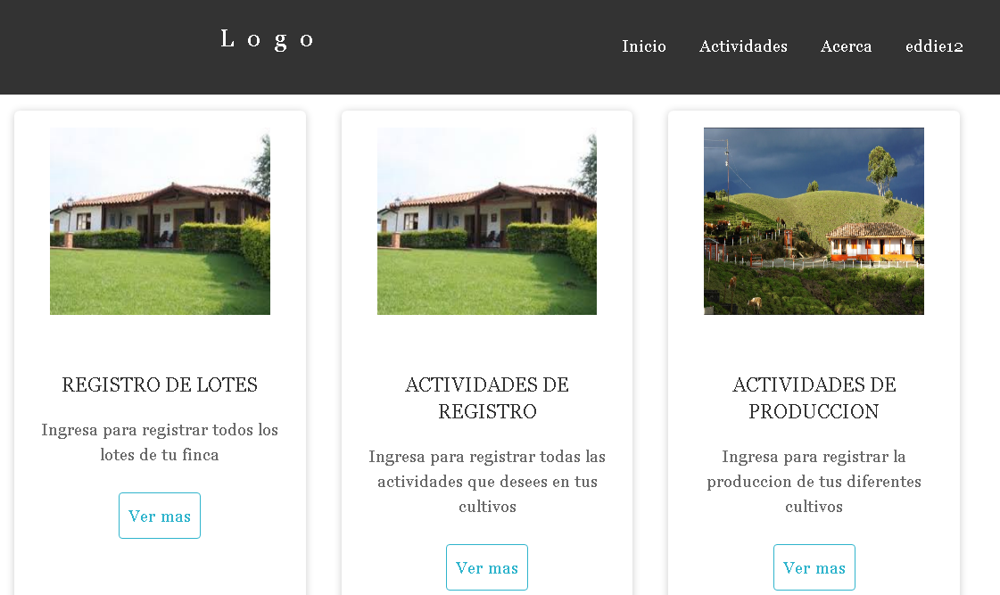 Logo
Inicio Actividades Acerca eddie12
REGISTRO DE LOTES
Ingresa para registrar todos los
lotes de tu finca
Ver mas
ACTIVIDADES DE
REGISTRO
Ingresa para registrar todas las
actividades que desees en tus
cultivos
Ver mas
ACTIVIDADES DE
PRODUCCION
Ingresa para registrar la
produccion de tus diferentes
cultivos
Ver mas